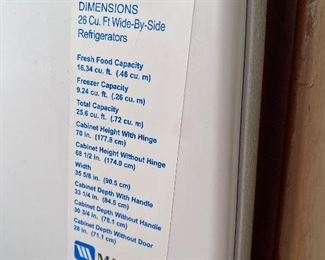 DIMENSIONS
26 Cu. Ft Wide-By-Side
Refrigerators
Fresh Food Capacity
16.34 cu. ft. (.46 cu. m)
Freezer Capacity
9.24 cu. ft. (.26 cu. m)
Total Capacity
25.6 cu. ft. (.72 cu. m)
Cabinet Height With Hinge
70 in. (177.8 cm)
Cabinet Height Without Hinge
68 1/2 in. (174.0 cm)
Width
35 5/8 in. (90.5 cm)
Cabinet Depth With Handle
33 1/4 in. (84.5 cm)
Cabinet Depth Without Handle
30 3/4 in. (78.1 cm)
Cabinet Depth Without Door
28 in. (71.1 cm)